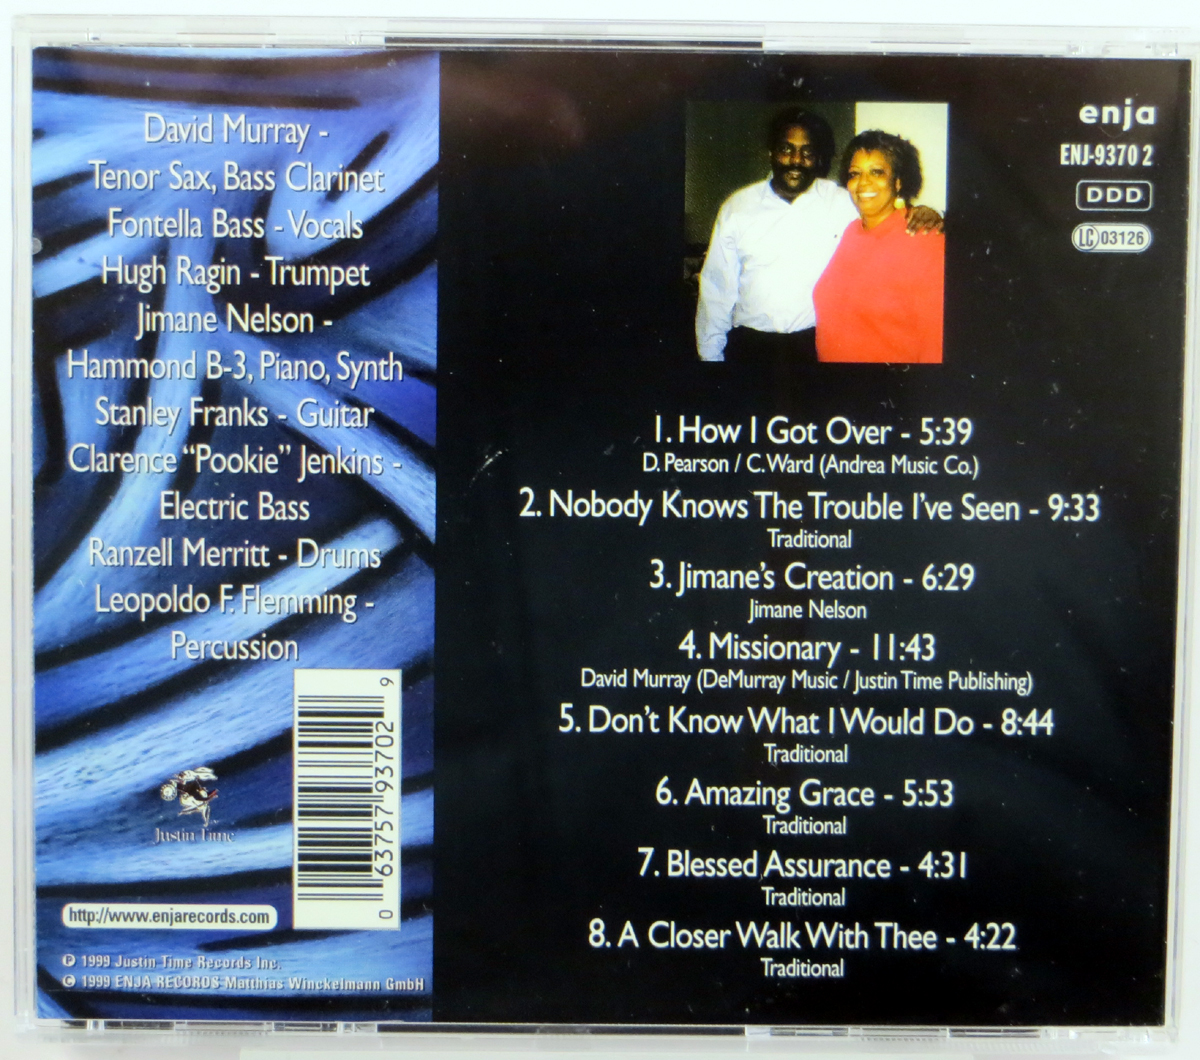 David Murray -
Tenor Sax, Bass Clarinet
Fontella Bass - Vocals
Hugh Ragin - Trumpet
Jimane Nelson -
Hammond B-3, Piano, Synth
Stanley Franks - Guitar
Clarence “Pookie” Jenkins -
Electric Bass
Ranzell Merritt - Drums
Leopoldo F. Flemming -
Percussion
Justin Time
0 63757 93702 9
http://www.enjarecords.com
℗ 1999 Justin Time Records Inc.
© 1999 ENJA RECORDS Matthias Winckelmann GmbH
enja
ENJ-9370 2
DDD
LC 03126
1. How I Got Over - 5:39
D. Pearson / C. Ward (Andrea Music Co.)
2. Nobody Knows The Trouble I've Seen - 9:33
Traditional
3. Jimane's Creation - 6:29
Jimane Nelson
4. Missionary - 11:43
David Murray (DeMurray Music / Justin Time Publishing)
5. Don't Know What I Would Do - 8:44
Traditional
6. Amazing Grace - 5:53
Traditional
7. Blessed Assurance - 4:31
Traditional
8. A Closer Walk With Thee - 4:22
Traditional